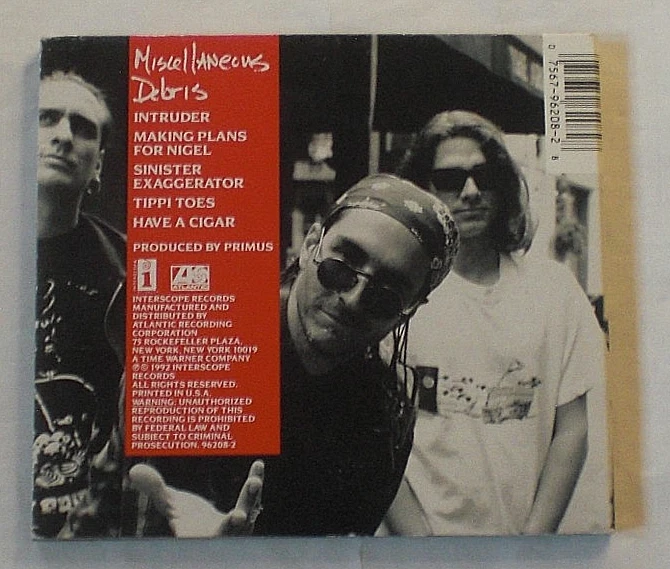 Miscellaneous
Debris
INTRUDER
MAKING PLANS
FOR NIGEL
SINISTER
EXAGGERATOR
TIPPI TOES
HAVE A CIGAR
PRODUCED BY PRIMUS
INTERSCOPE
ATLANTIC
INTERSCOPE RECORDS
MANUFACTURED AND
DISTRIBUTED BY
ATLANTIC RECORDING
CORPORATION
75 ROCKEFELLER PLAZA,
NEW YORK, NEW YORK 10019
A TIME WARNER COMPANY
℗© 1992 INTERSCOPE
RECORDS
ALL RIGHTS RESERVED.
PRINTED IN U.S.A.
WARNING: UNAUTHORIZED
REPRODUCTION OF THIS
RECORDING IS PROHIBITED
BY FEDERAL LAW AND
SUBJECT TO CRIMINAL
PROSECUTION. 96208-2
0 7567-96208-2 8